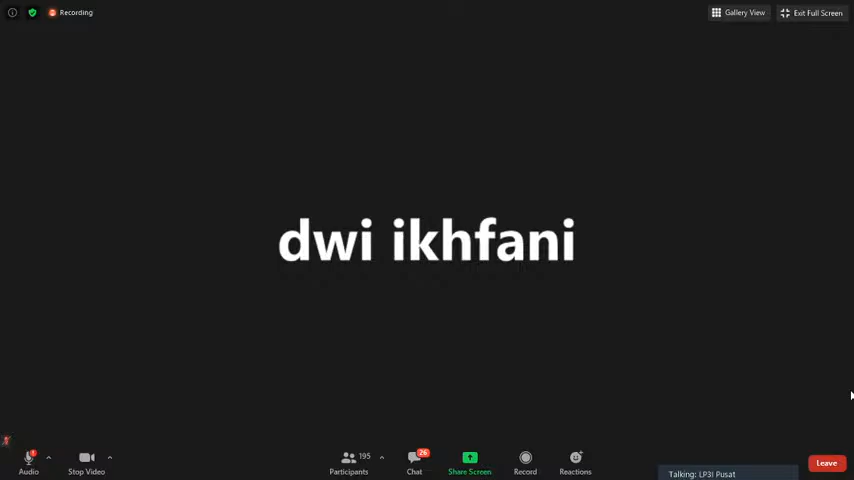 Recording
Gallery View
Exit Full Screen
dwi ikhfani
195
26
Audio
Stop Video
Participants
Chat
Share Screen
Record
Reactions
Talking: LP3I Pusat
Leave